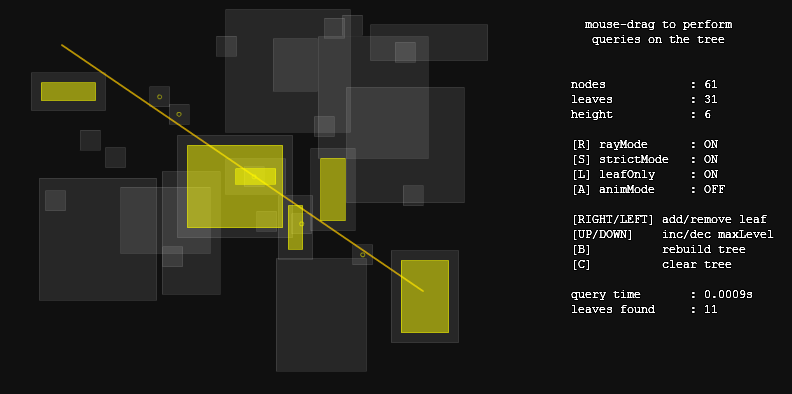 mouse-drag to perform
queries on the tree
nodes : 61
leaves : 31
height : 6
[R] rayMode : ON
[S] strictMode : ON
[L] leafOnly : ON
[A] animMode : OFF
[RIGHT/LEFT] add/remove leaf
[UP/DOWN] inc/dec maxLevel
[B] rebuild tree
[C] clear tree
query time : 0.0009s
leaves found : 11